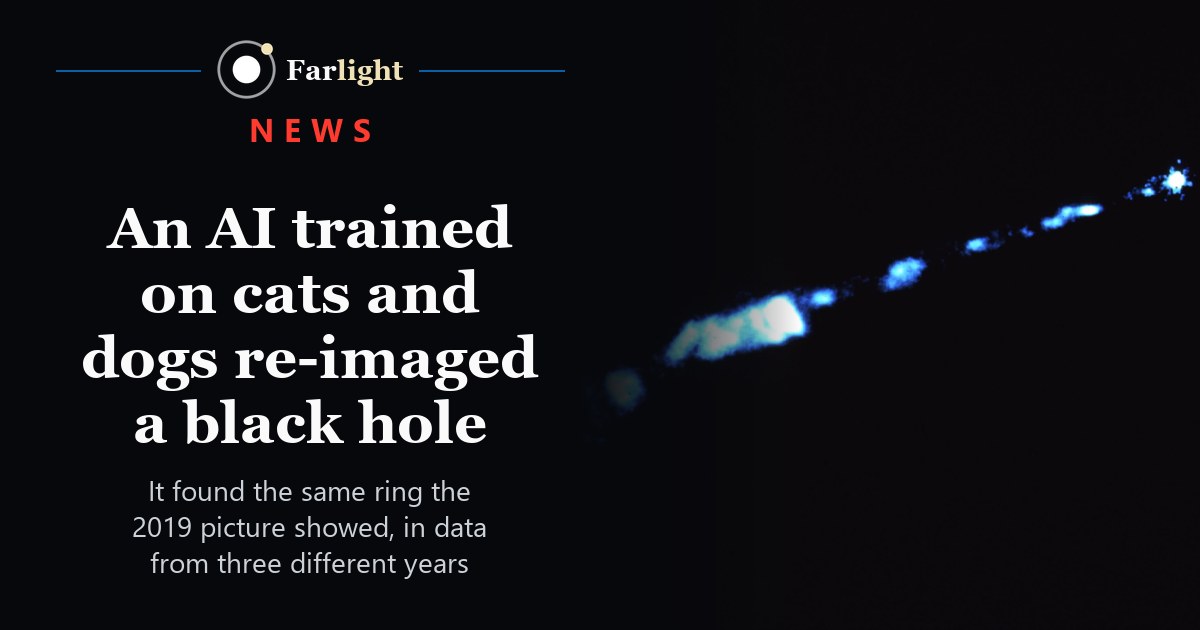 Farlight
NEWS
An AI trained
on cats and
dogs re-imaged
a black hole
It found the same ring the
2019 picture showed, in data
from three different years